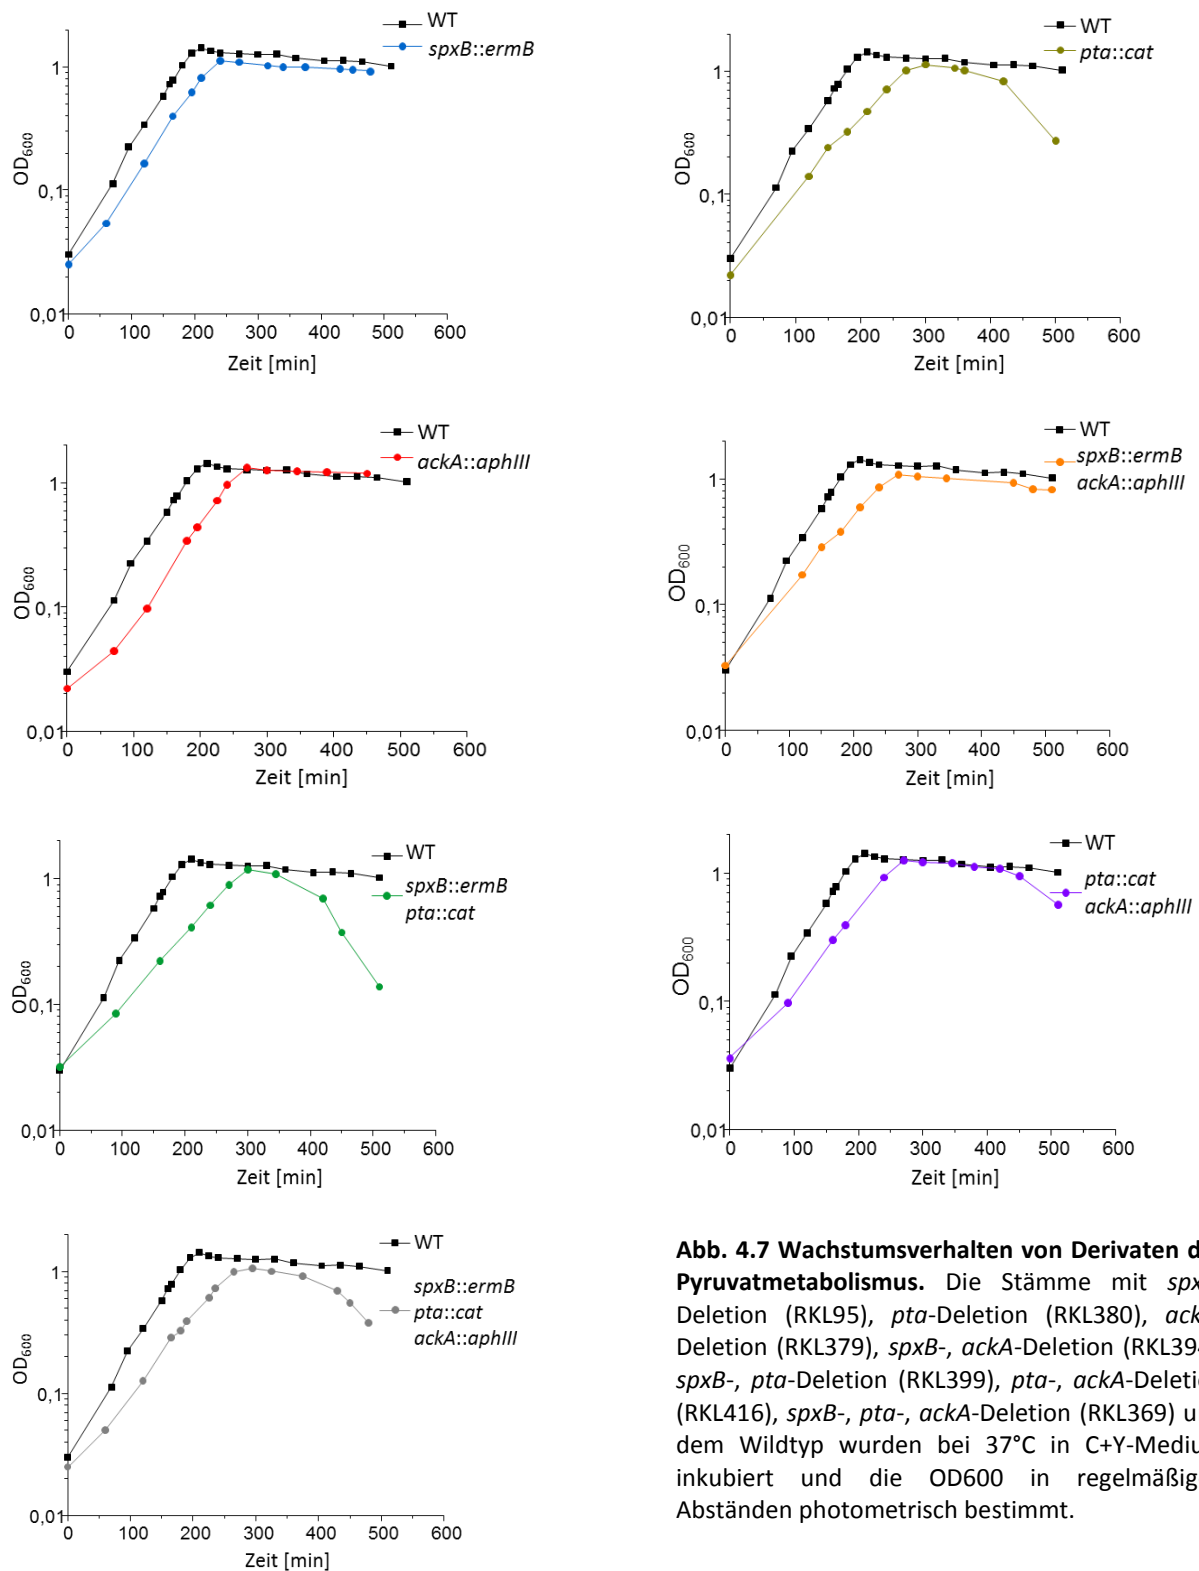 WT
spxB::ermB
OD600
1
0,1
0,01
0 100 200 300 400 500 600
Zeit [min]
WT
pta::cat
OD600
1
0,1
0,01
0 100 200 300 400 500 600
Zeit [min]
WT
ackA::aphIII
OD600
1
0,1
0,01
0 100 200 300 400 500 600
Zeit [min]
WT
spxB::ermB
ackA::aphIII
OD600
1
0,1
0,01
0 100 200 300 400 500 600
Zeit [min]
WT
spxB::ermB
pta::cat
OD600
1
0,1
0,01
0 100 200 300 400 500 600
Zeit [min]
WT
pta::cat
ackA::aphIII
OD600
1
0,1
0,01
0 100 200 300 400 500 600
Zeit [min]
WT
spxB::ermB
pta::cat
ackA::aphIII
OD600
1
0,1
0,01
0 100 200 300 400 500 600
Zeit [min]
Abb. 4.7 Wachstumsverhalten von Derivaten d
Pyruvatmetabolismus. Die Stämme mit spx
Deletion (RKL95), pta-Deletion (RKL380), ack
Deletion (RKL379), spxB-, ackA-Deletion (RKL394
spxB-, pta-Deletion (RKL399), pta-, ackA-Deletio
(RKL416), spxB-, pta-, ackA-Deletion (RKL369) u
dem Wildtyp wurden bei 37°C in C+Y-Mediu
inkubiert und die OD600 in regelmäßig
Abständen photometrisch bestimmt.